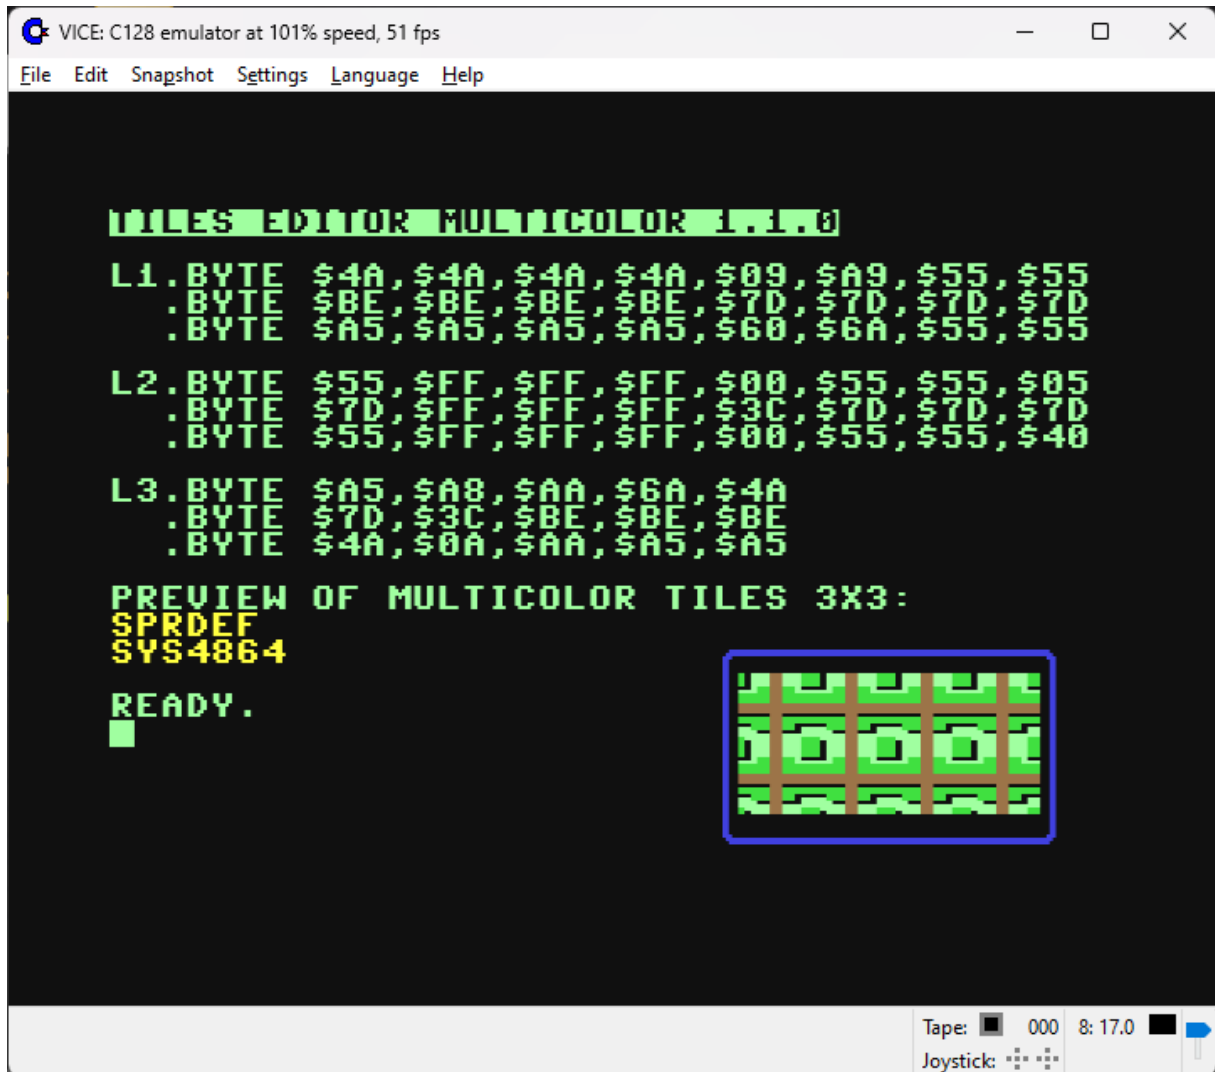 VICE: C128 emulator at 101% speed, 51 fps
File Edit Snapshot Settings Language Help
TILES EDITOR MULTICOLOR 1.1.0
L1.BYTE $4A,$4A,$4A,$4A,$09,$A9,$55,$55
.BYTE $BE,$BE,$BE,$BE,$7D,$7D,$7D,$7D
.BYTE $A5,$A5,$A5,$A5,$60,$6A,$55,$55
L2.BYTE $55,$FF,$FF,$FF,$00,$55,$55,$05
.BYTE $7D,$FF,$FF,$FF,$3C,$7D,$7D,$7D
.BYTE $55,$FF,$FF,$FF,$00,$55,$55,$40
L3.BYTE $A5,$A8,$AA,$6A,$4A
.BYTE $7D,$3C,$BE,$BE,$BE
.BYTE $4A,$0A,$AA,$A5,$A5
PREVIEW OF MULTICOLOR TILES 3X3:
SPRDEF
SYS4864
READY.
Tape: 000 8: 17.0
Joystick: